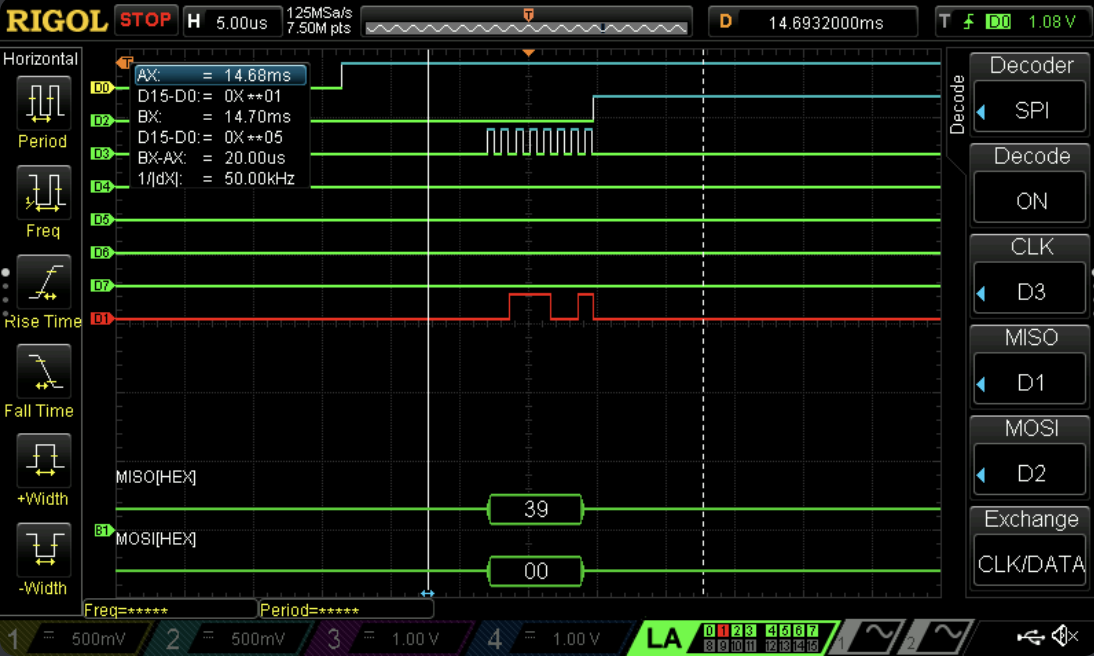 RIGOL STOP H 5.00us 125MSa/s
7.50M pts
T
D 14.6932000ms T D0 1.08 V
Horizontal
Period
Freq
Rise Time
Fall Time
+Width
-Width
T
AX: = 14.68ms
D15-D0:= 0X**01
BX: = 14.70ms
D15-D0:= 0X**05
BX-AX: = 20.00us
1/|dX|: = 50.00kHz
D0
D2
D3
D4
D5
D6
D7
D1
MISO[HEX]
39
B1
MOSI[HEX]
00
Freq=***** Period=*****
Decode
Decoder
SPI
Decode
ON
CLK
D3
MISO
D1
MOSI
D2
Exchange
CLK/DATA
1 500mV 2 500mV 3 1.00 V 4 1.00 V LA 0 1 2 3 4 5 6 7
8 9 10 11 12 13 14 15
1 2